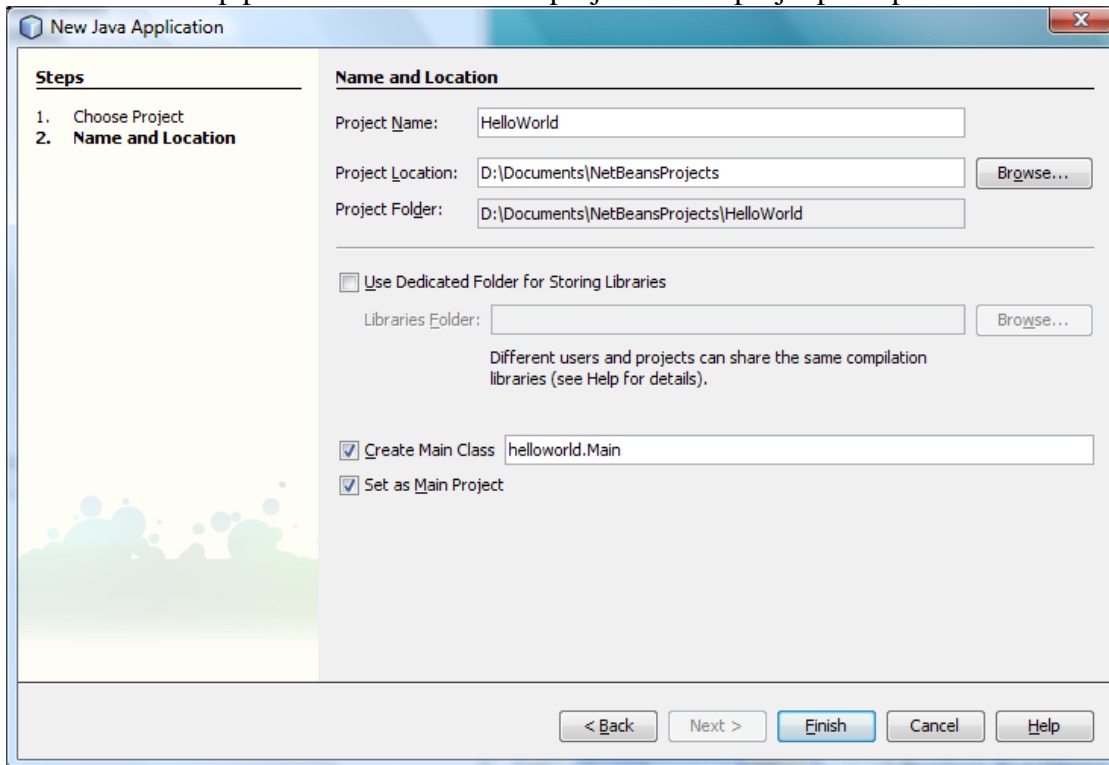 New Java Application
Steps
1. Choose Project
2. Name and Location
Name and Location
Project Name: HelloWorld
Project Location: D:\Documents\NetBeansProjects Browse...
Project Folder: D:\Documents\NetBeansProjects\HelloWorld
Use Dedicated Folder for Storing Libraries
Libraries Folder: Browse...
Different users and projects can share the same compilation
libraries (see Help for details).
Create Main Class helloworld.Main
Set as Main Project
< Back Next > Finish Cancel Help